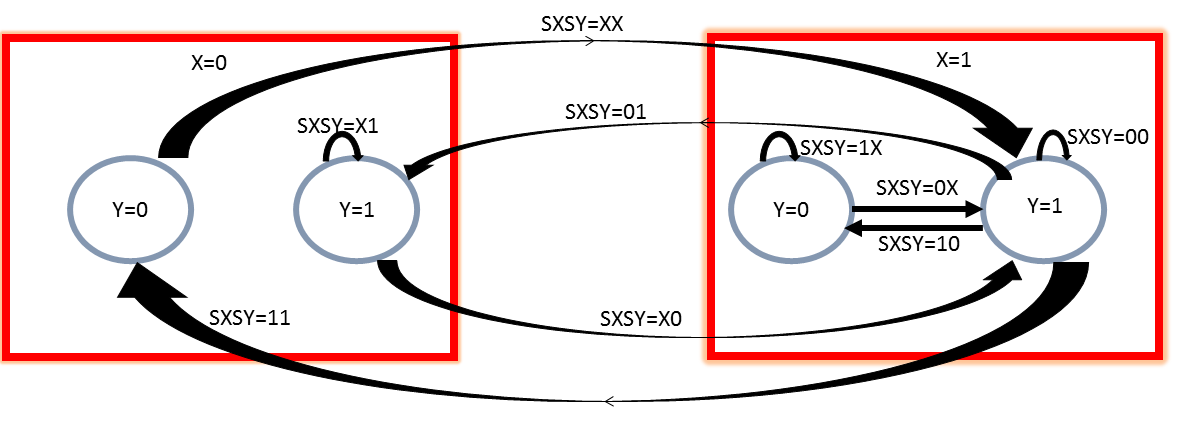 SXSY=XX
X=0
X=1
SXSY=X1
SXSY=01
SXSY=1X
SXSY=00
SXSY=0X
Y=0
Y=1
Y=0
Y=1
SXSY=10
SXSY=11
SXSY=X0